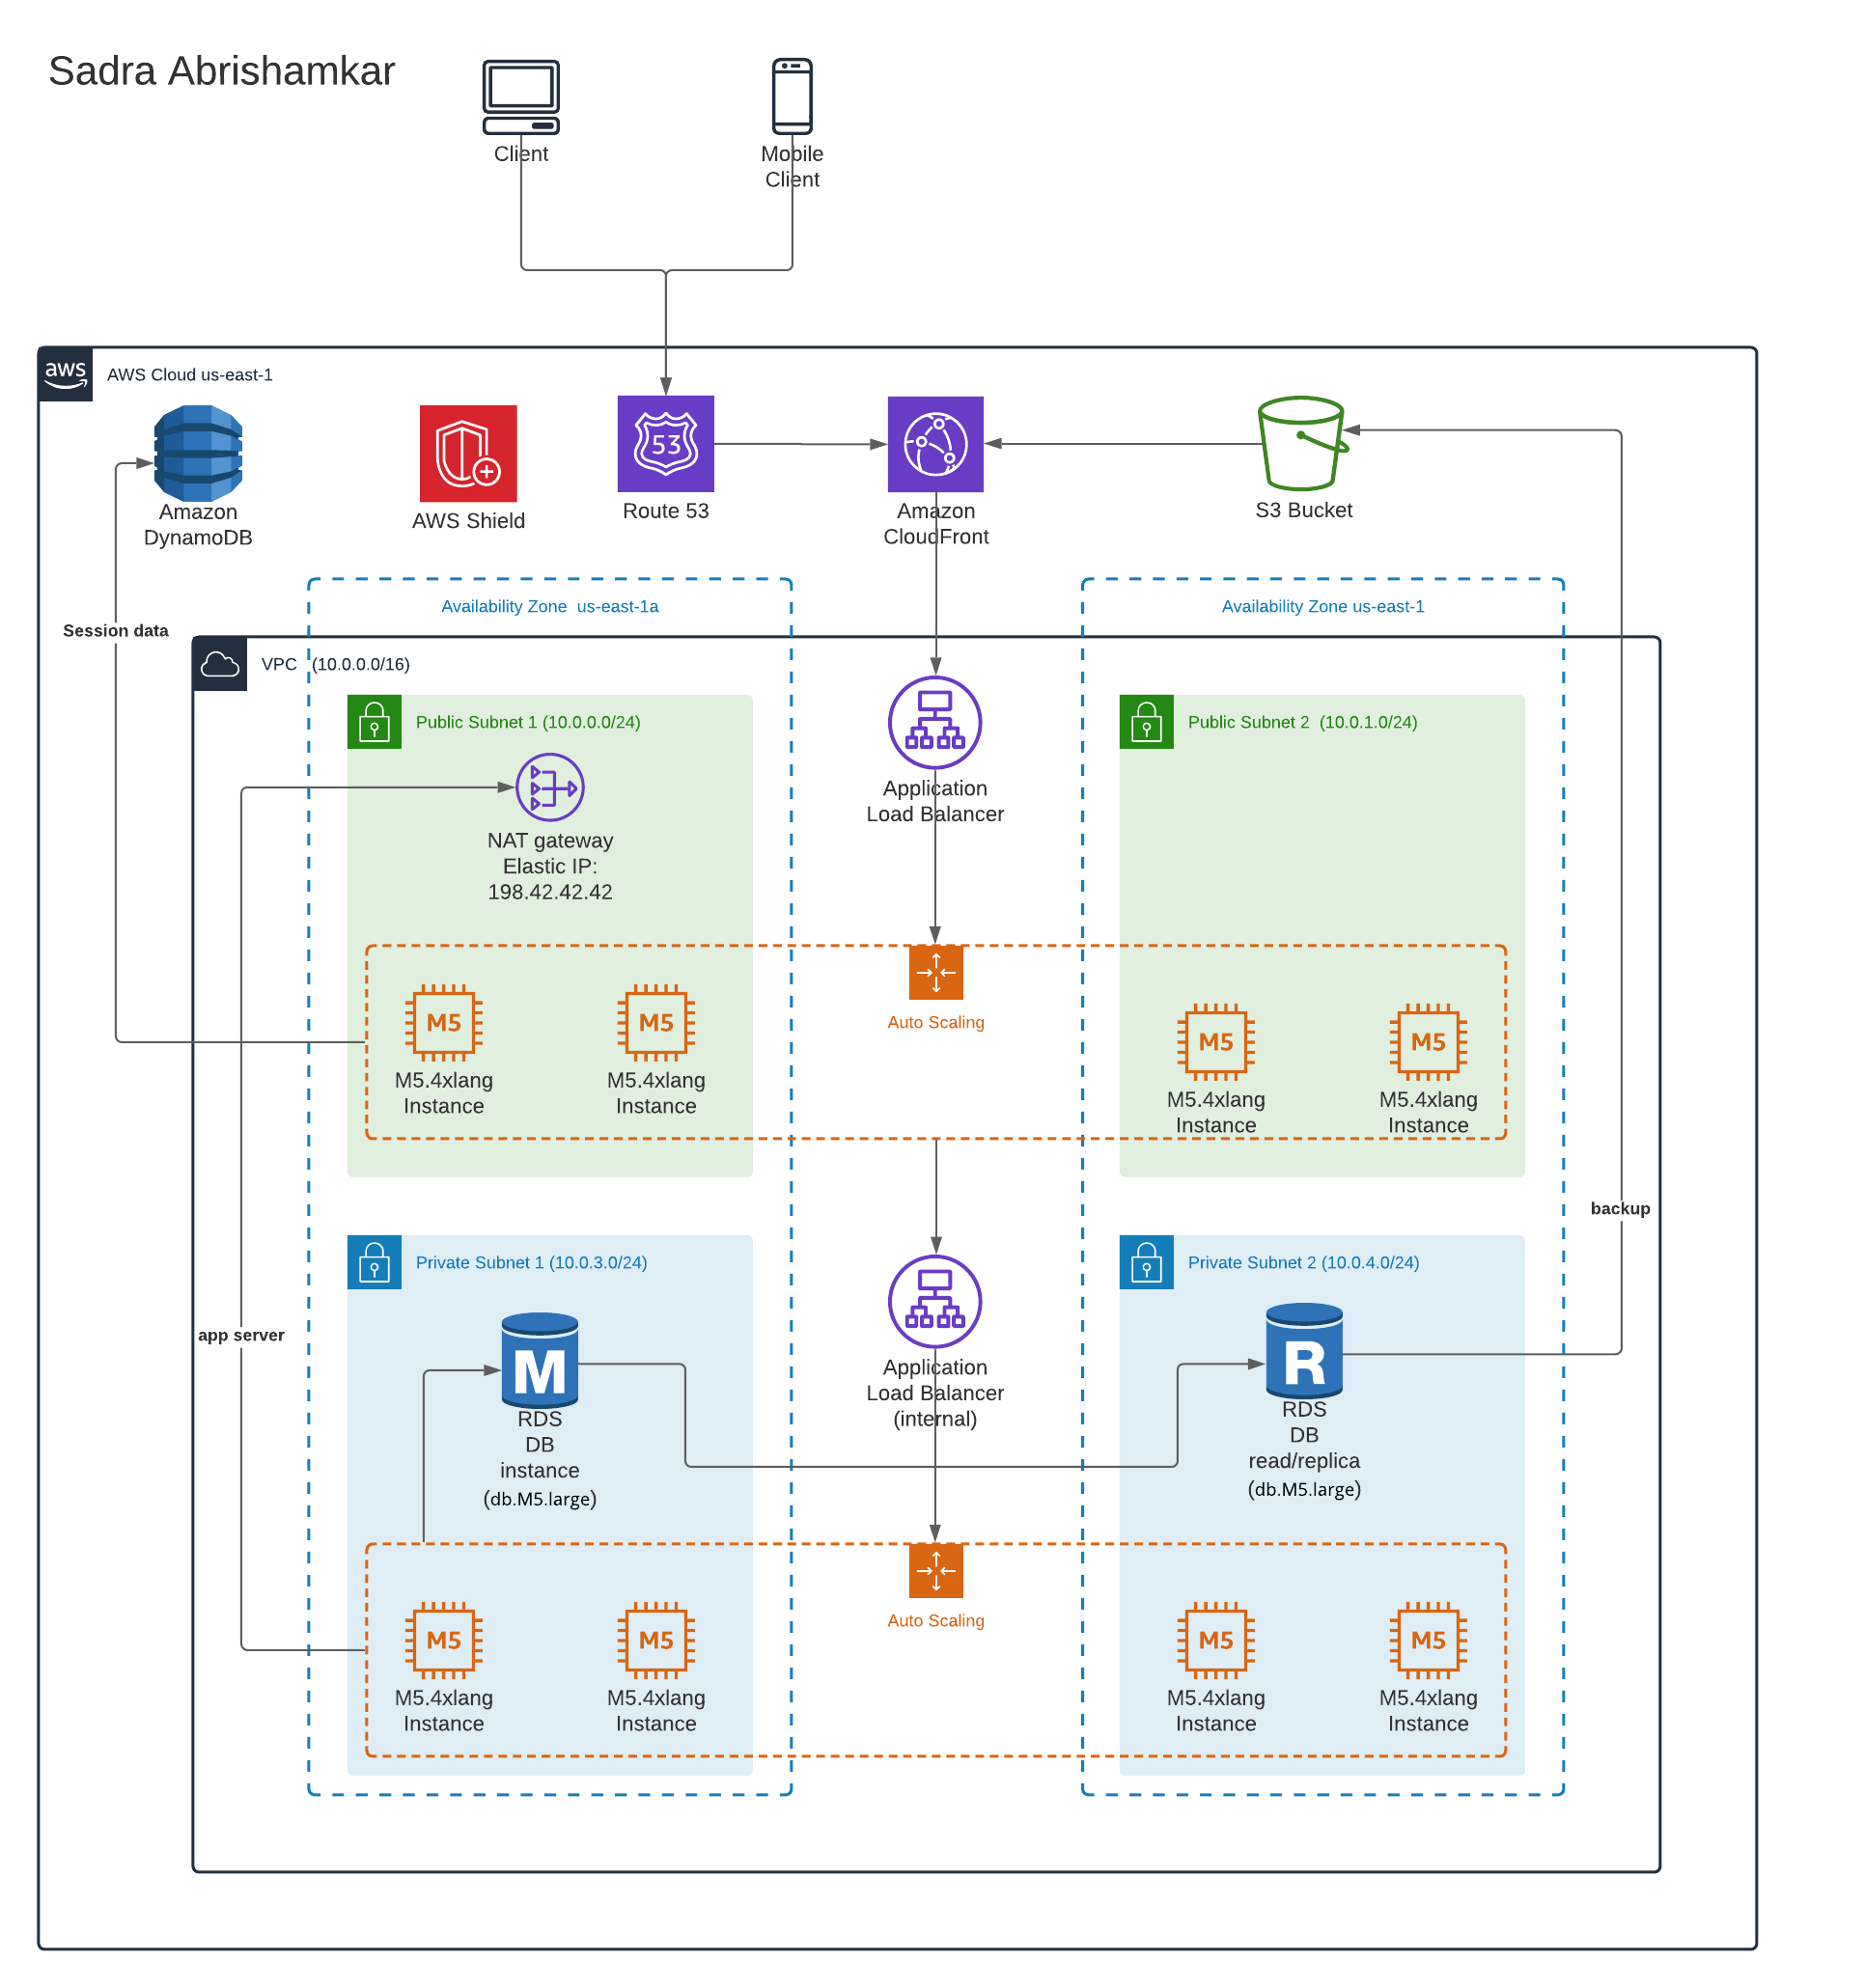 Sadra Abrishamkar
Client
Mobile
Client
aws
AWS Cloud us-east-1
Amazon
DynamoDB
AWS Shield
53
Route 53
Amazon
CloudFront
S3 Bucket
Availability Zone  us-east-1a
Availability Zone us-east-1
Session data
VPC   (10.0.0.0/16)
Public Subnet 1 (10.0.0.0/24)
Public Subnet 2  (10.0.1.0/24)
Application
Load Balancer
NAT gateway
Elastic IP:
198.42.42.42
Auto Scaling
M5
M5.4xlang
Instance
M5
M5.4xlang
Instance
M5
M5.4xlang
Instance
M5
M5.4xlang
Instance
backup
Private Subnet 1 (10.0.3.0/24)
Private Subnet 2 (10.0.4.0/24)
app server
M
RDS
DB
instance
(db.M5.large)
Application
Load Balancer
(internal)
R
RDS
DB
read/replica
(db.M5.large)
Auto Scaling
M5
M5.4xlang
Instance
M5
M5.4xlang
Instance
M5
M5.4xlang
Instance
M5
M5.4xlang
Instance